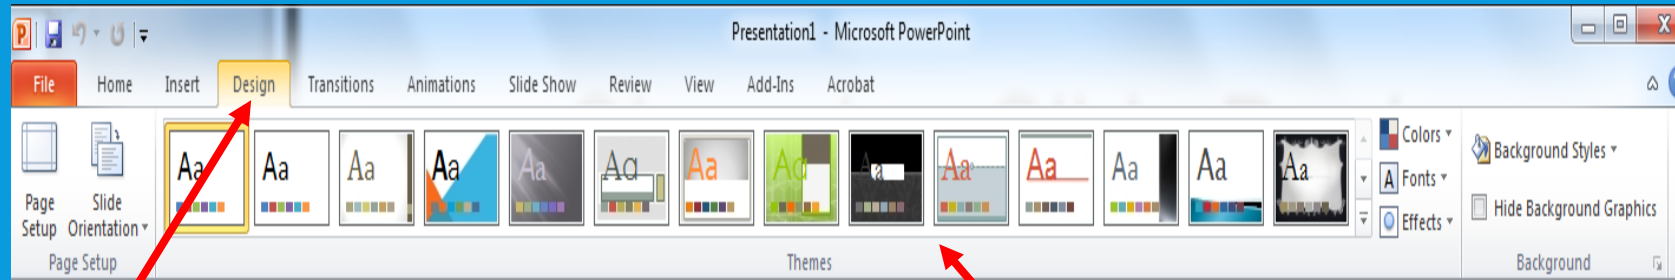 Presentation1 - Microsoft PowerPoint
File Home Insert Design Transitions Animations Slide Show Review View Add-Ins Acrobat
Aa Aa Aa Aa Aa Aa Aa Aa Aa Aa Aa Aa Aa Aa
Colors
Fonts
Effects
Background Styles
Hide Background Graphics
Page Setup
Slide Orientation
Page Setup
Themes
Background